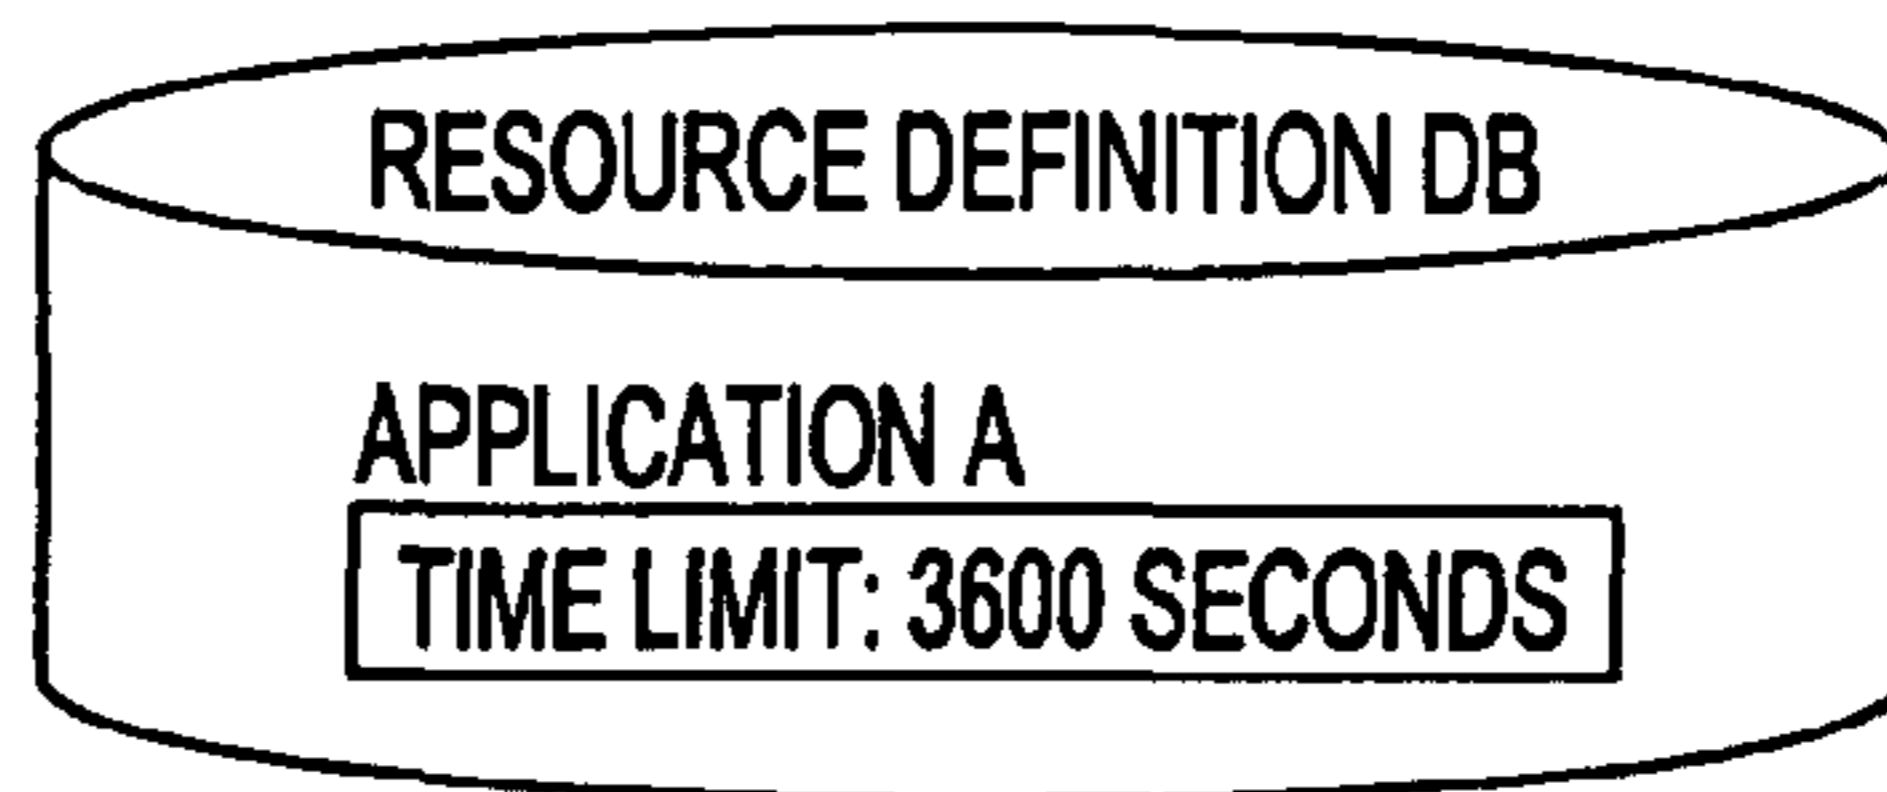 RESOURCE DEFINITION DB
APPLICATION A
TIME LIMIT: 3600 SECONDS